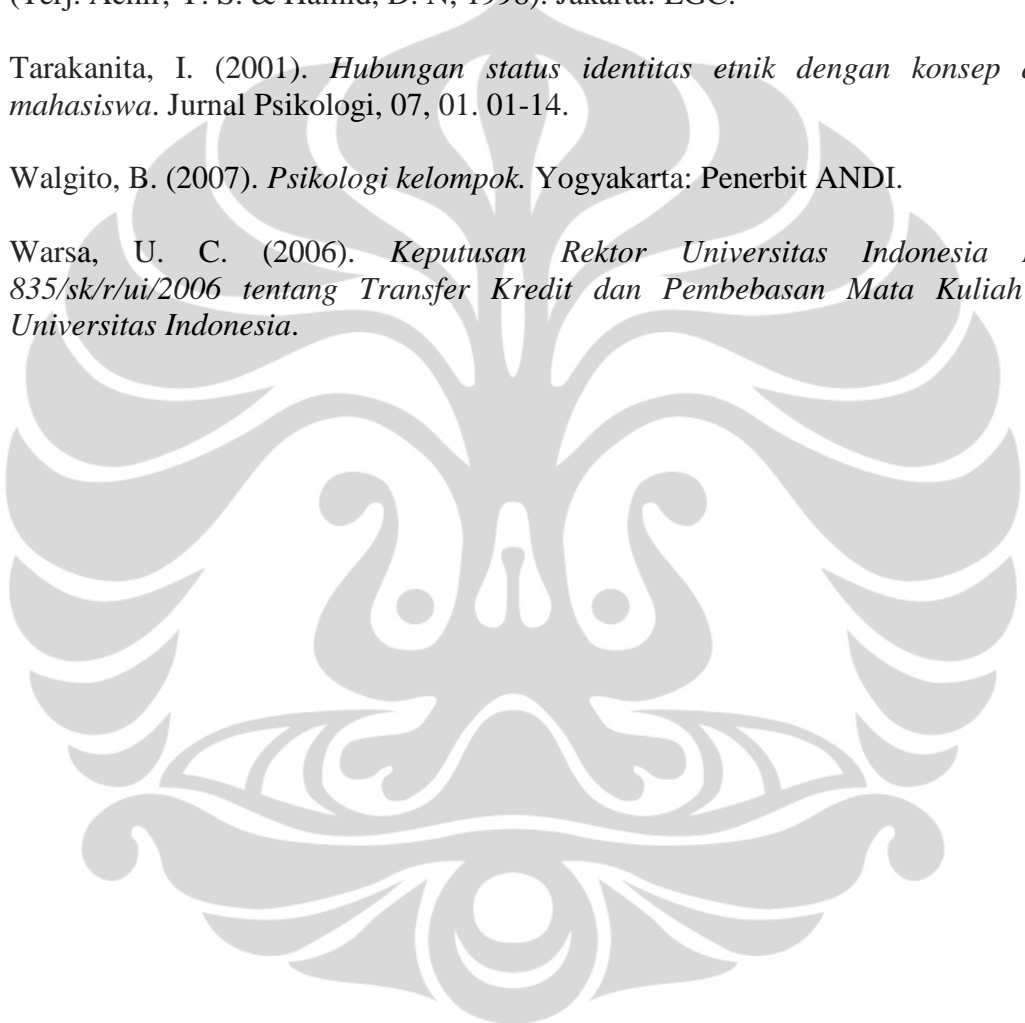 (Terj. Achir, Y. S. & Hamid, D. N, 1998). Jakarta: EGC.
Tarakanita, I. (2001). Hubungan status identitas etnik dengan konsep
mahasiswa. Jurnal Psikologi, 07, 01. 01-14.
Walgito, B. (2007). Psikologi kelompok. Yogyakarta: Penerbit ANDI.
Warsa, U. C. (2006). Keputusan Rektor Universitas Indonesia
835/sk/r/ui/2006 tentang Transfer Kredit dan Pembebasan Mata Kuliah
Universitas Indonesia.